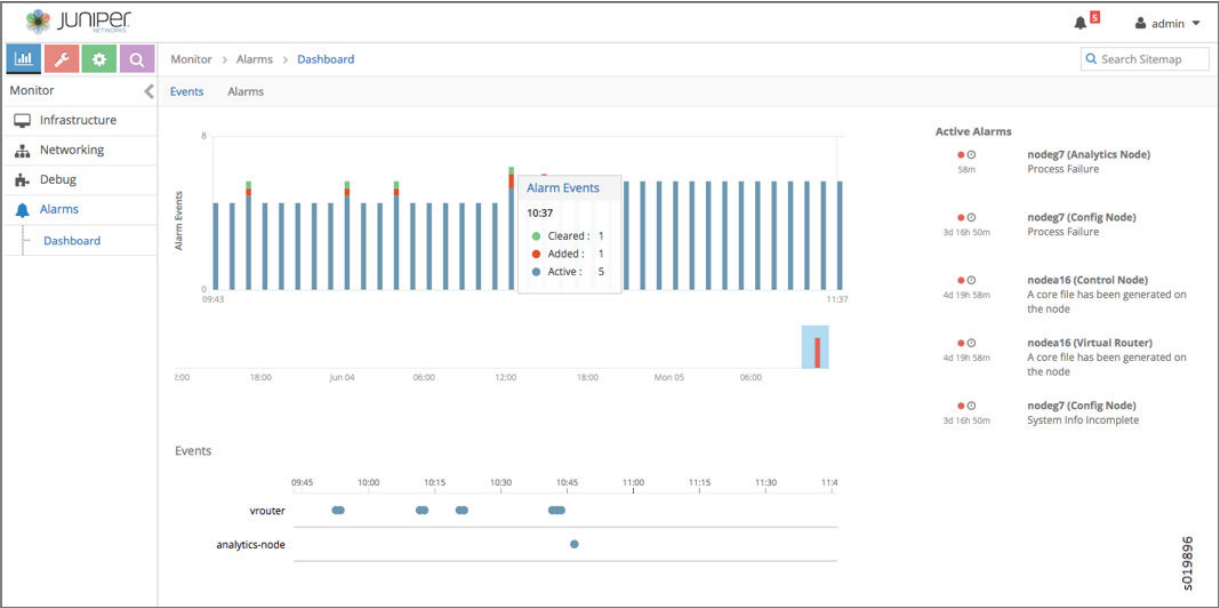 JUNIPER
NETWORKS
5
admin
Monitor > Alarms > Dashboard
Search Sitemap
Monitor
Infrastructure
Networking
Debug
Alarms
Dashboard
Events Alarms
8
Alarm Events
0
09:43
11:37
Alarm Events
10:37
Cleared : 1
Added : 1
Active : 5
2:00 18:00 Jun 04 06:00 12:00 18:00 Mon 05 06:00
Active Alarms
nodeg7 (Analytics Node)
58m Process Failure
nodeg7 (Config Node)
3d 16h 50m Process Failure
nodea16 (Control Node)
4d 19h 58m A core file has been generated on
the node
nodea16 (Virtual Router)
4d 19h 58m A core file has been generated on
the node
nodeg7 (Config Node)
3d 16h 50m System Info Incomplete
Events
09:45 10:00 10:15 10:30 10:45 11:00 11:15 11:30 11:4
vrouter
analytics-node
s019896